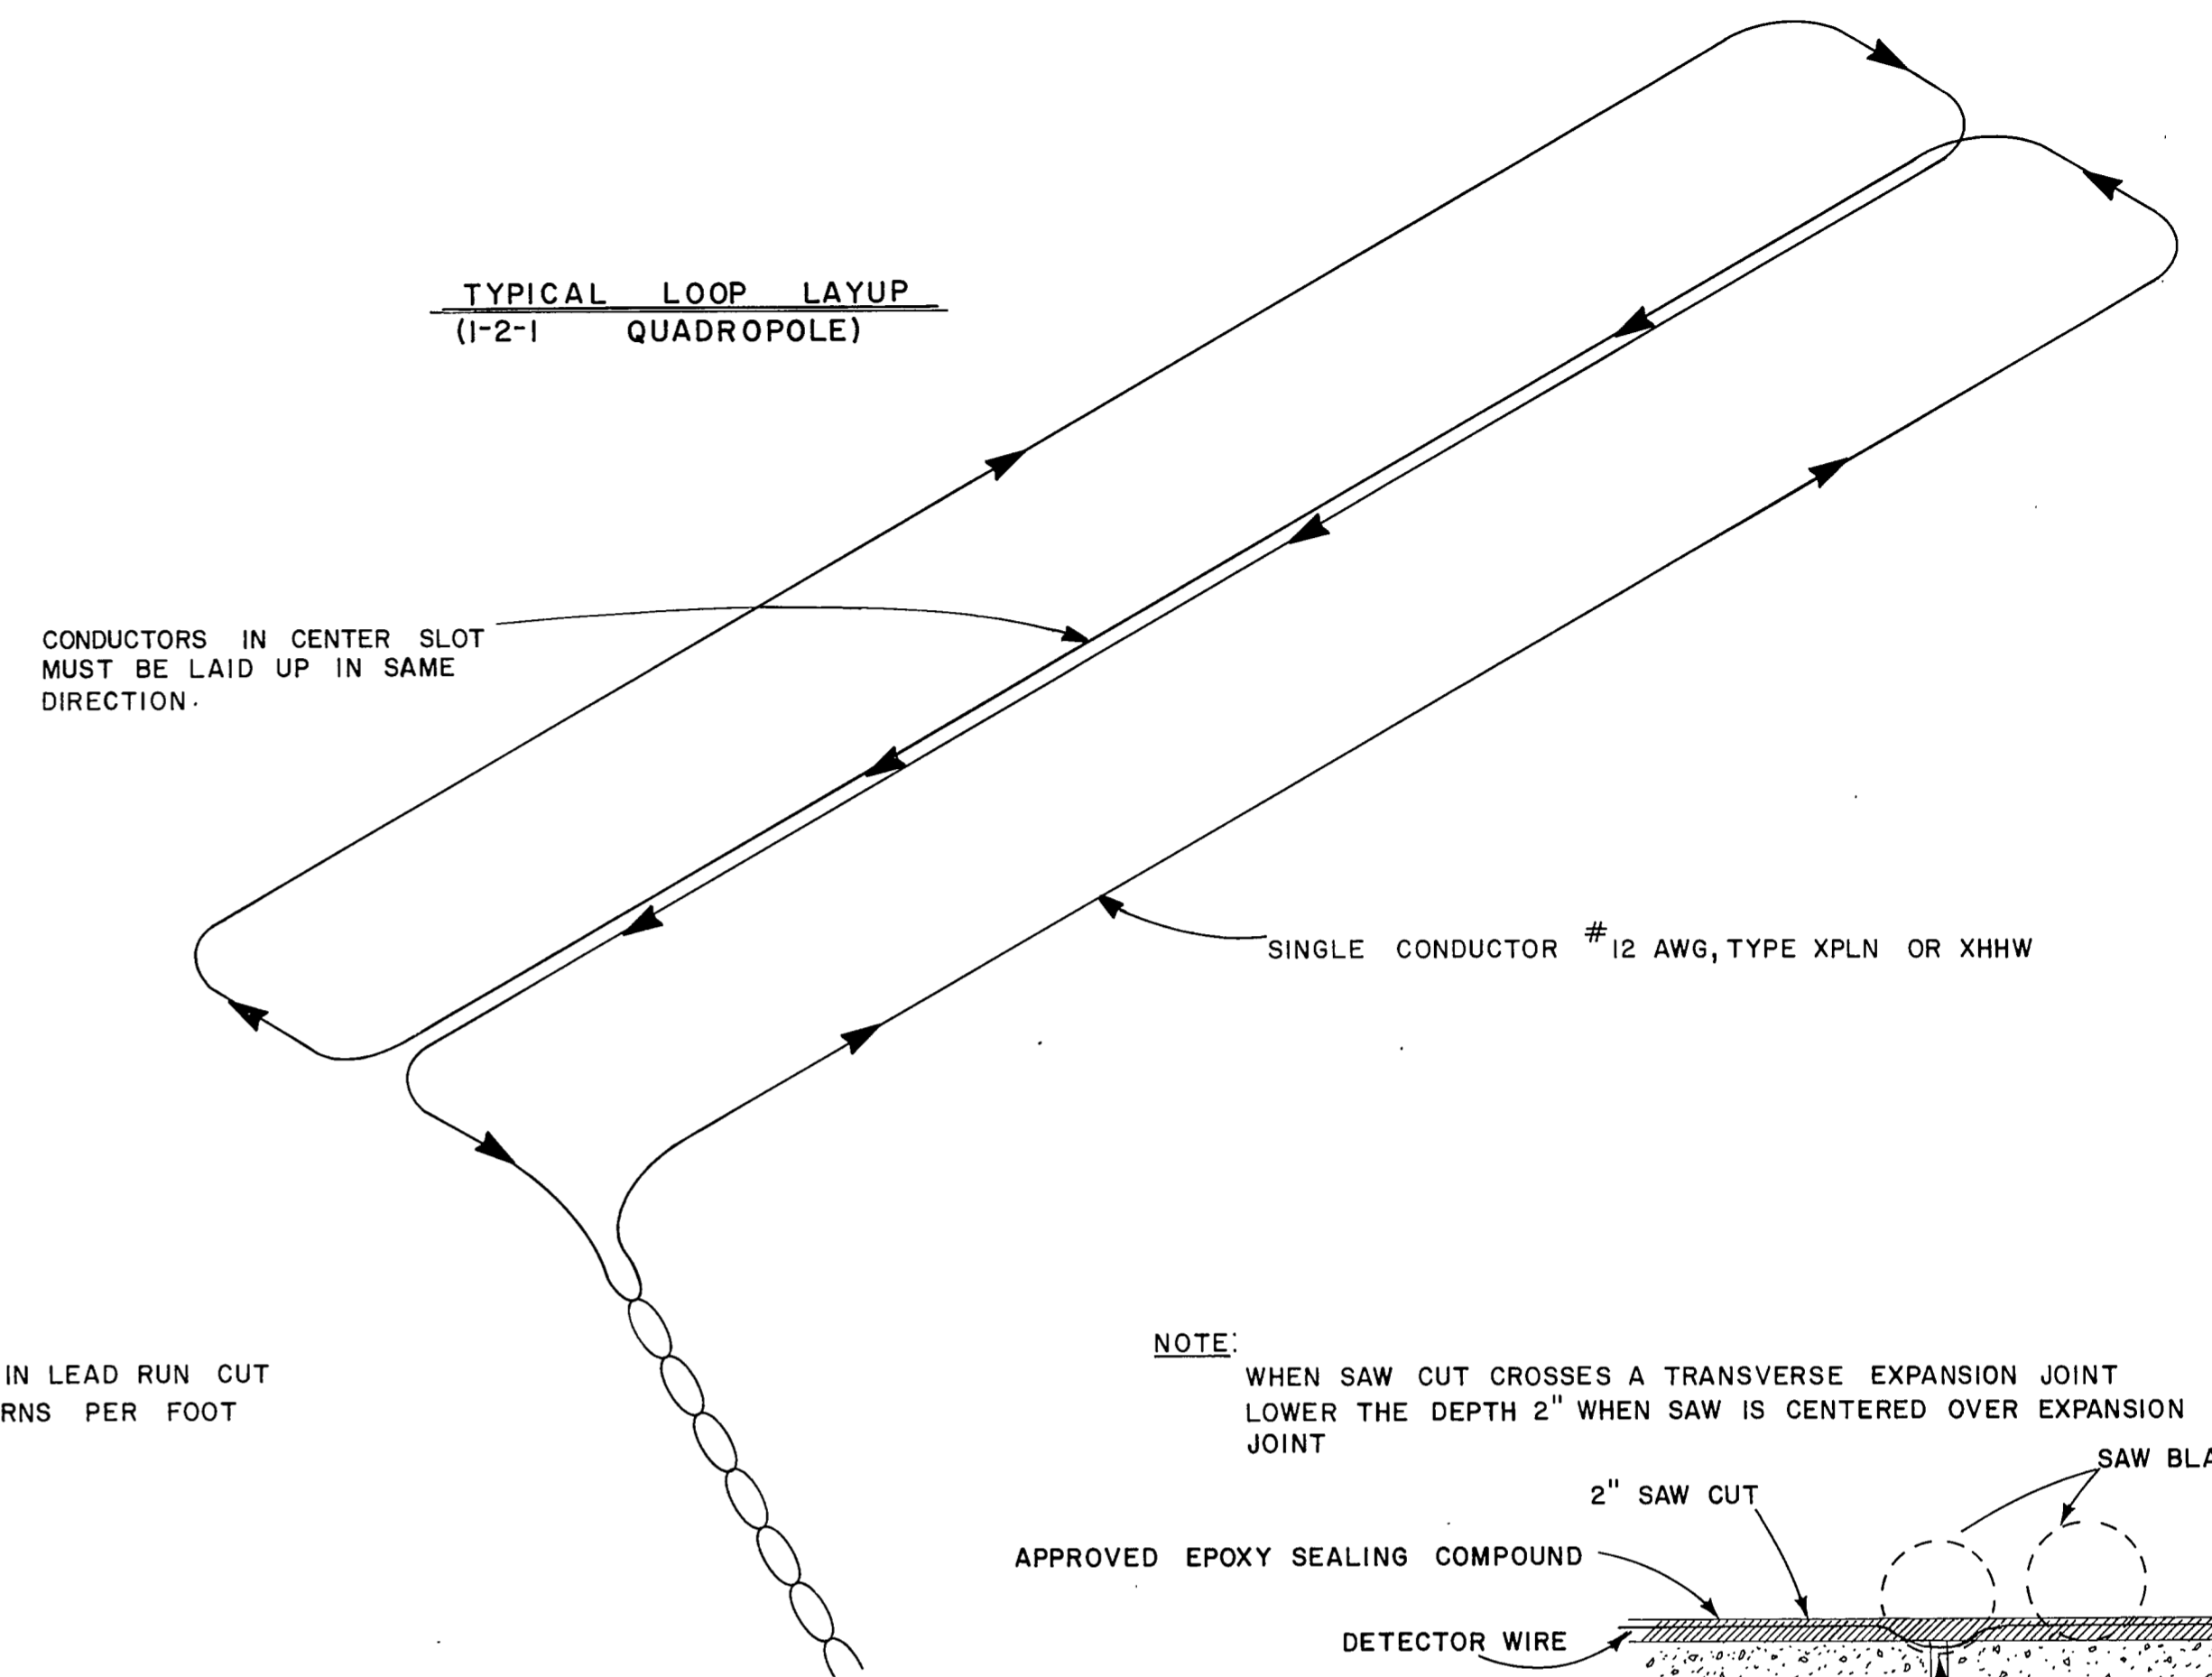 TYPICAL LOOP LAYUP
(1-2-1 QUADROPOLE)
CONDUCTORS IN CENTER SLOT
MUST BE LAID UP IN SAME
DIRECTION.
SINGLE CONDUCTOR #12 AWG, TYPE XPLN OR XHHW
IN LEAD RUN CUT
RNS PER FOOT
NOTE:
WHEN SAW CUT CROSSES A TRANSVERSE EXPANSION JOINT
LOWER THE DEPTH 2" WHEN SAW IS CENTERED OVER EXPANSION
JOINT
SAW BLA
2" SAW CUT
APPROVED EPOXY SEALING COMPOUND
DETECTOR WIRE